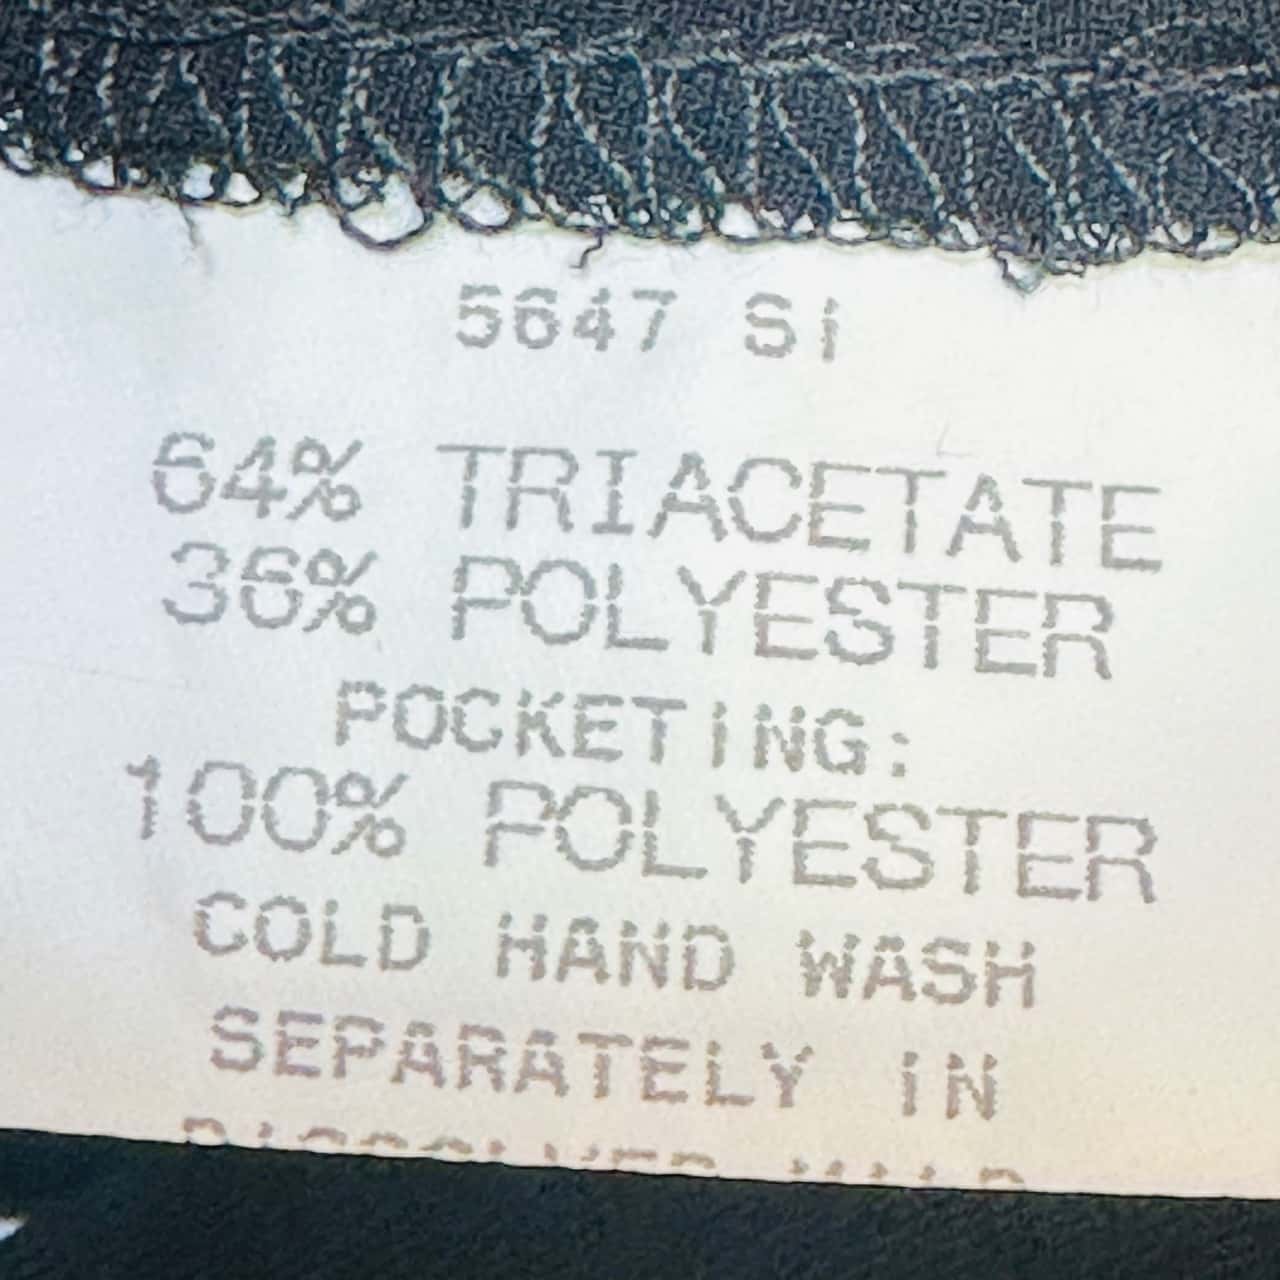 5647 SI
64% TRIACETATE
36% POLYESTER
POCKETING:
100% POLYESTER
COLD HAND WASH
SEPARATELY IN